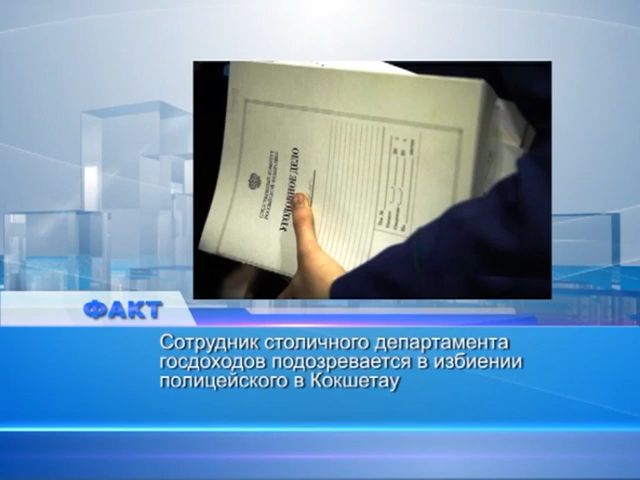 УГОЛОВНОЕ ДЕЛО
ФАКТ
Сотрудник столичного департамента
госдоходов подозревается в избиении
полицейского в Кокшетау